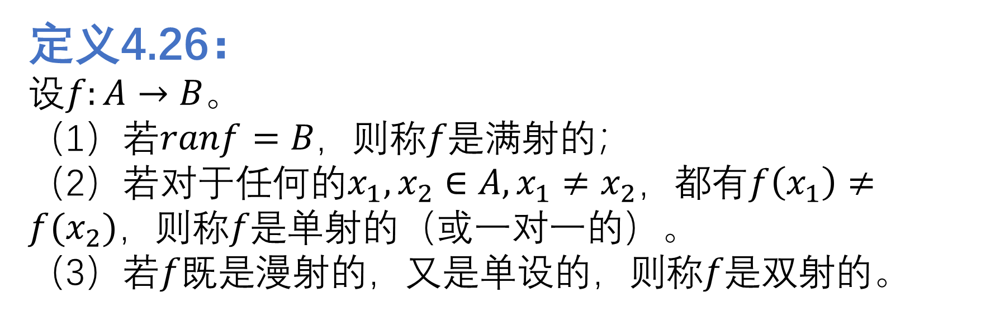 定义4.26：
设f: A → B。
（1）若ranf = B，则称f是满射的；
（2）若对于任何的x₁, x₂ ∈ A, x₁ ≠ x₂，都有f(x₁) ≠
f(x₂)，则称f是单射的（或一对一的）。
（3）若f既是漫射的，又是单设的，则称f是双射的。